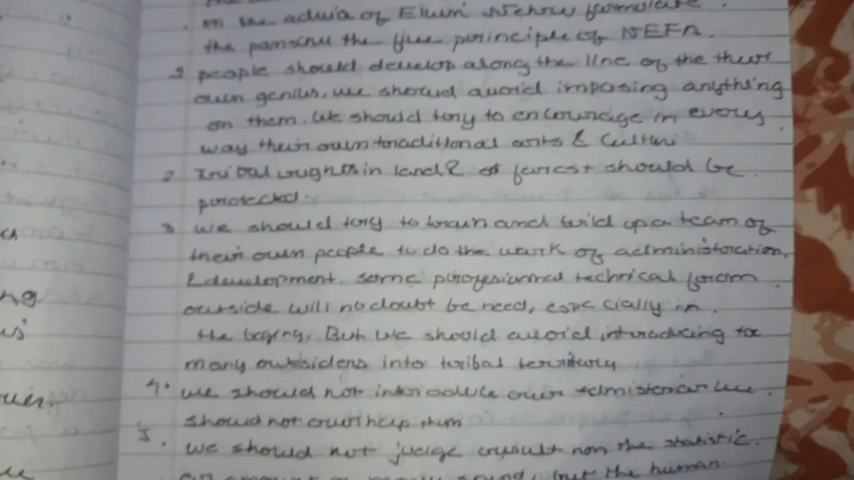 on the advia of Elwin Nehru formulate
the panschil the five principle of NEFA.
1 people should develop along the line of the their
own genius. we should avoid imposing anything
on them. We should try to encourage in every
way their own traditional arts & culture
2 Tribal rights in land & forest should be
protected.
3 we should try to train and build up a team of
their own people to do the work of administration,
& development. some professionnal technical from
outside will no doubt be need, especially in
the beging. But we should avoid introducing too
many outsiders into tribal territory
4. we should not introduce over administr we
should not overhelp them
5. we should not judge result non the statistic.
but the human